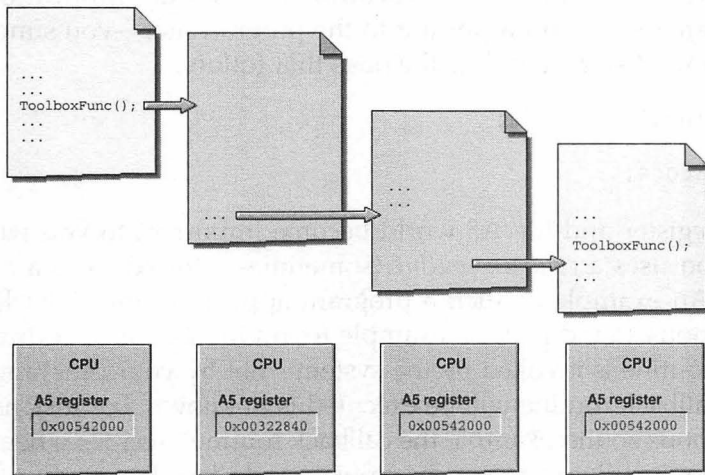 ...
...
ToolboxFunc();
...
...
...
...
...
...
...
...
...
...
ToolboxFunc();
...
CPU
A5 register
0x00542000
CPU
A5 register
0x00322840
CPU
A5 register
0x00542000
CPU
A5 register
0x00542000